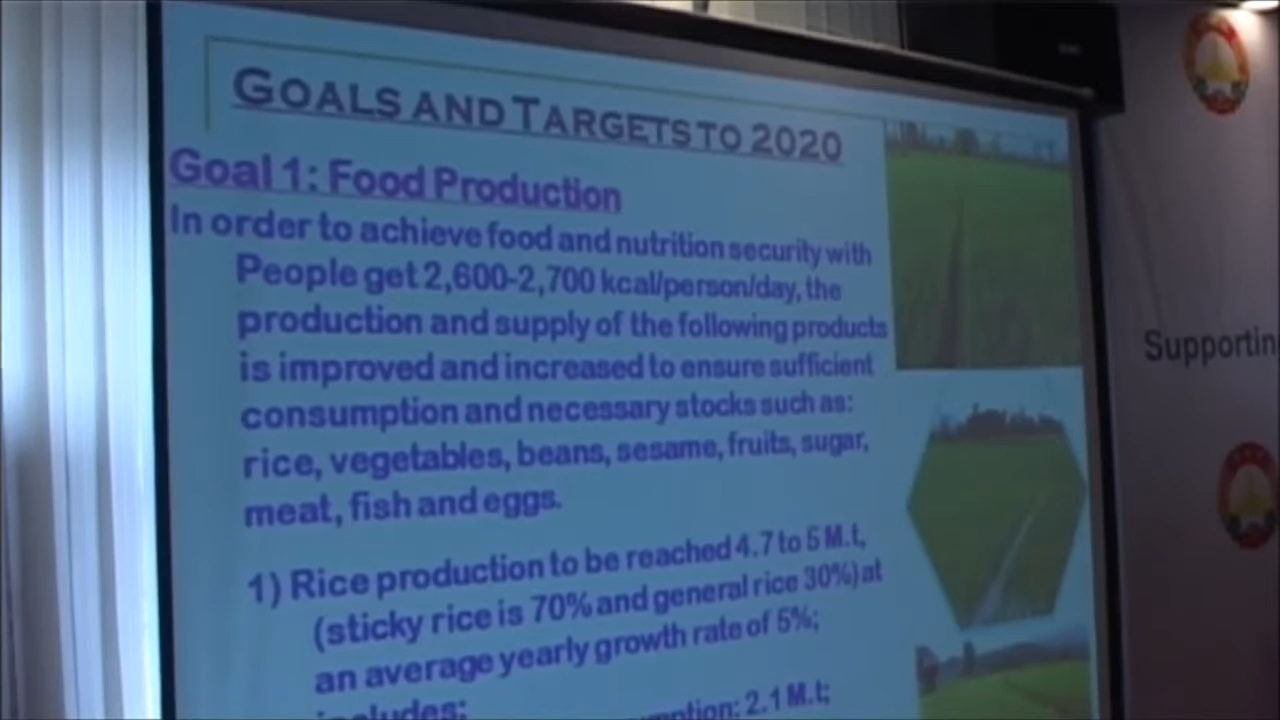 GOALS AND TARGETS TO 2020
Goal 1: Food Production
In order to achieve food and nutrition security with
People get 2,600-2,700 kcal/person/day, the
production and supply of the following products
is improved and increased to ensure sufficient
consumption and necessary stocks such as:
rice, vegetables, beans, sesame, fruits, sugar,
meat, fish and eggs.
1) Rice production to be reached 4.7 to 5 M.t,
(sticky rice is 70% and general rice 30%) at
an average yearly growth rate of 5%;
includes:
2.1 M.t;
Supportin